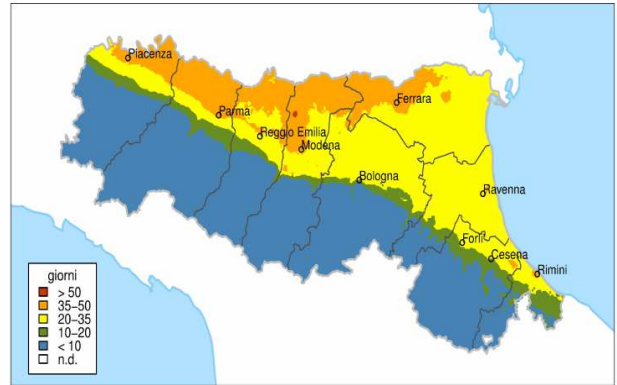 Piacenza
Parma
Reggio Emilia
Modena
Ferrara
Bologna
Ravenna
Forlì
Cesena
Rimini
giorni
> 50
35-50
20-35
10-20
< 10
n.d.